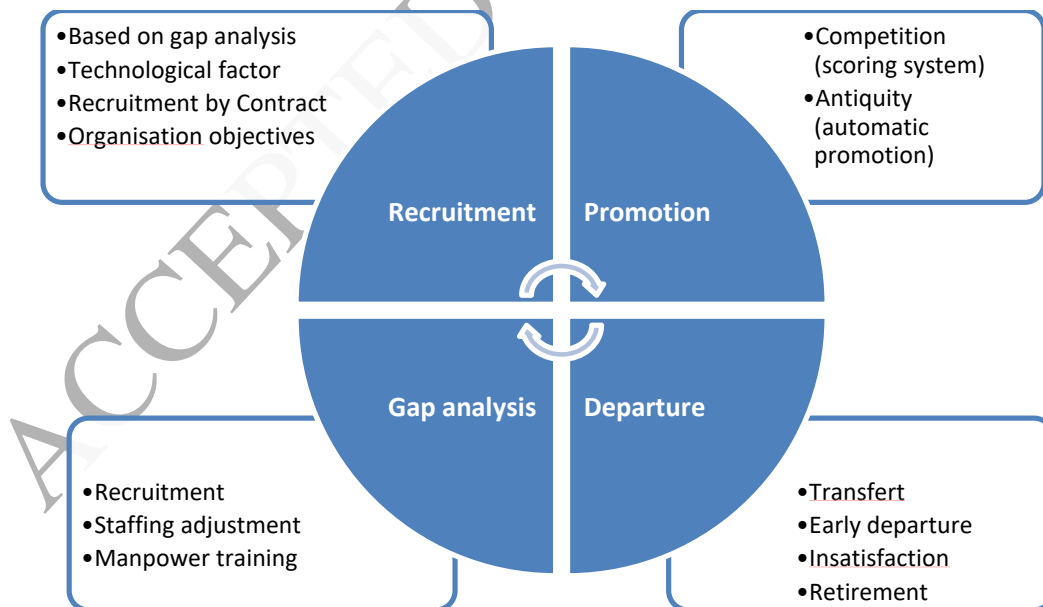 •Based on gap analysis
•Technological factor
•Recruitment by Contract
•Organisation objectives
•Competition
(scoring system)
•Antiquity
(automatic
promotion)
Recruitment
Promotion
Gap analysis
Departure
•Recruitment
•Staffing adjustment
•Manpower training
•Transfert
•Early departure
•Insatisfaction
•Retirement
ACCEPTED